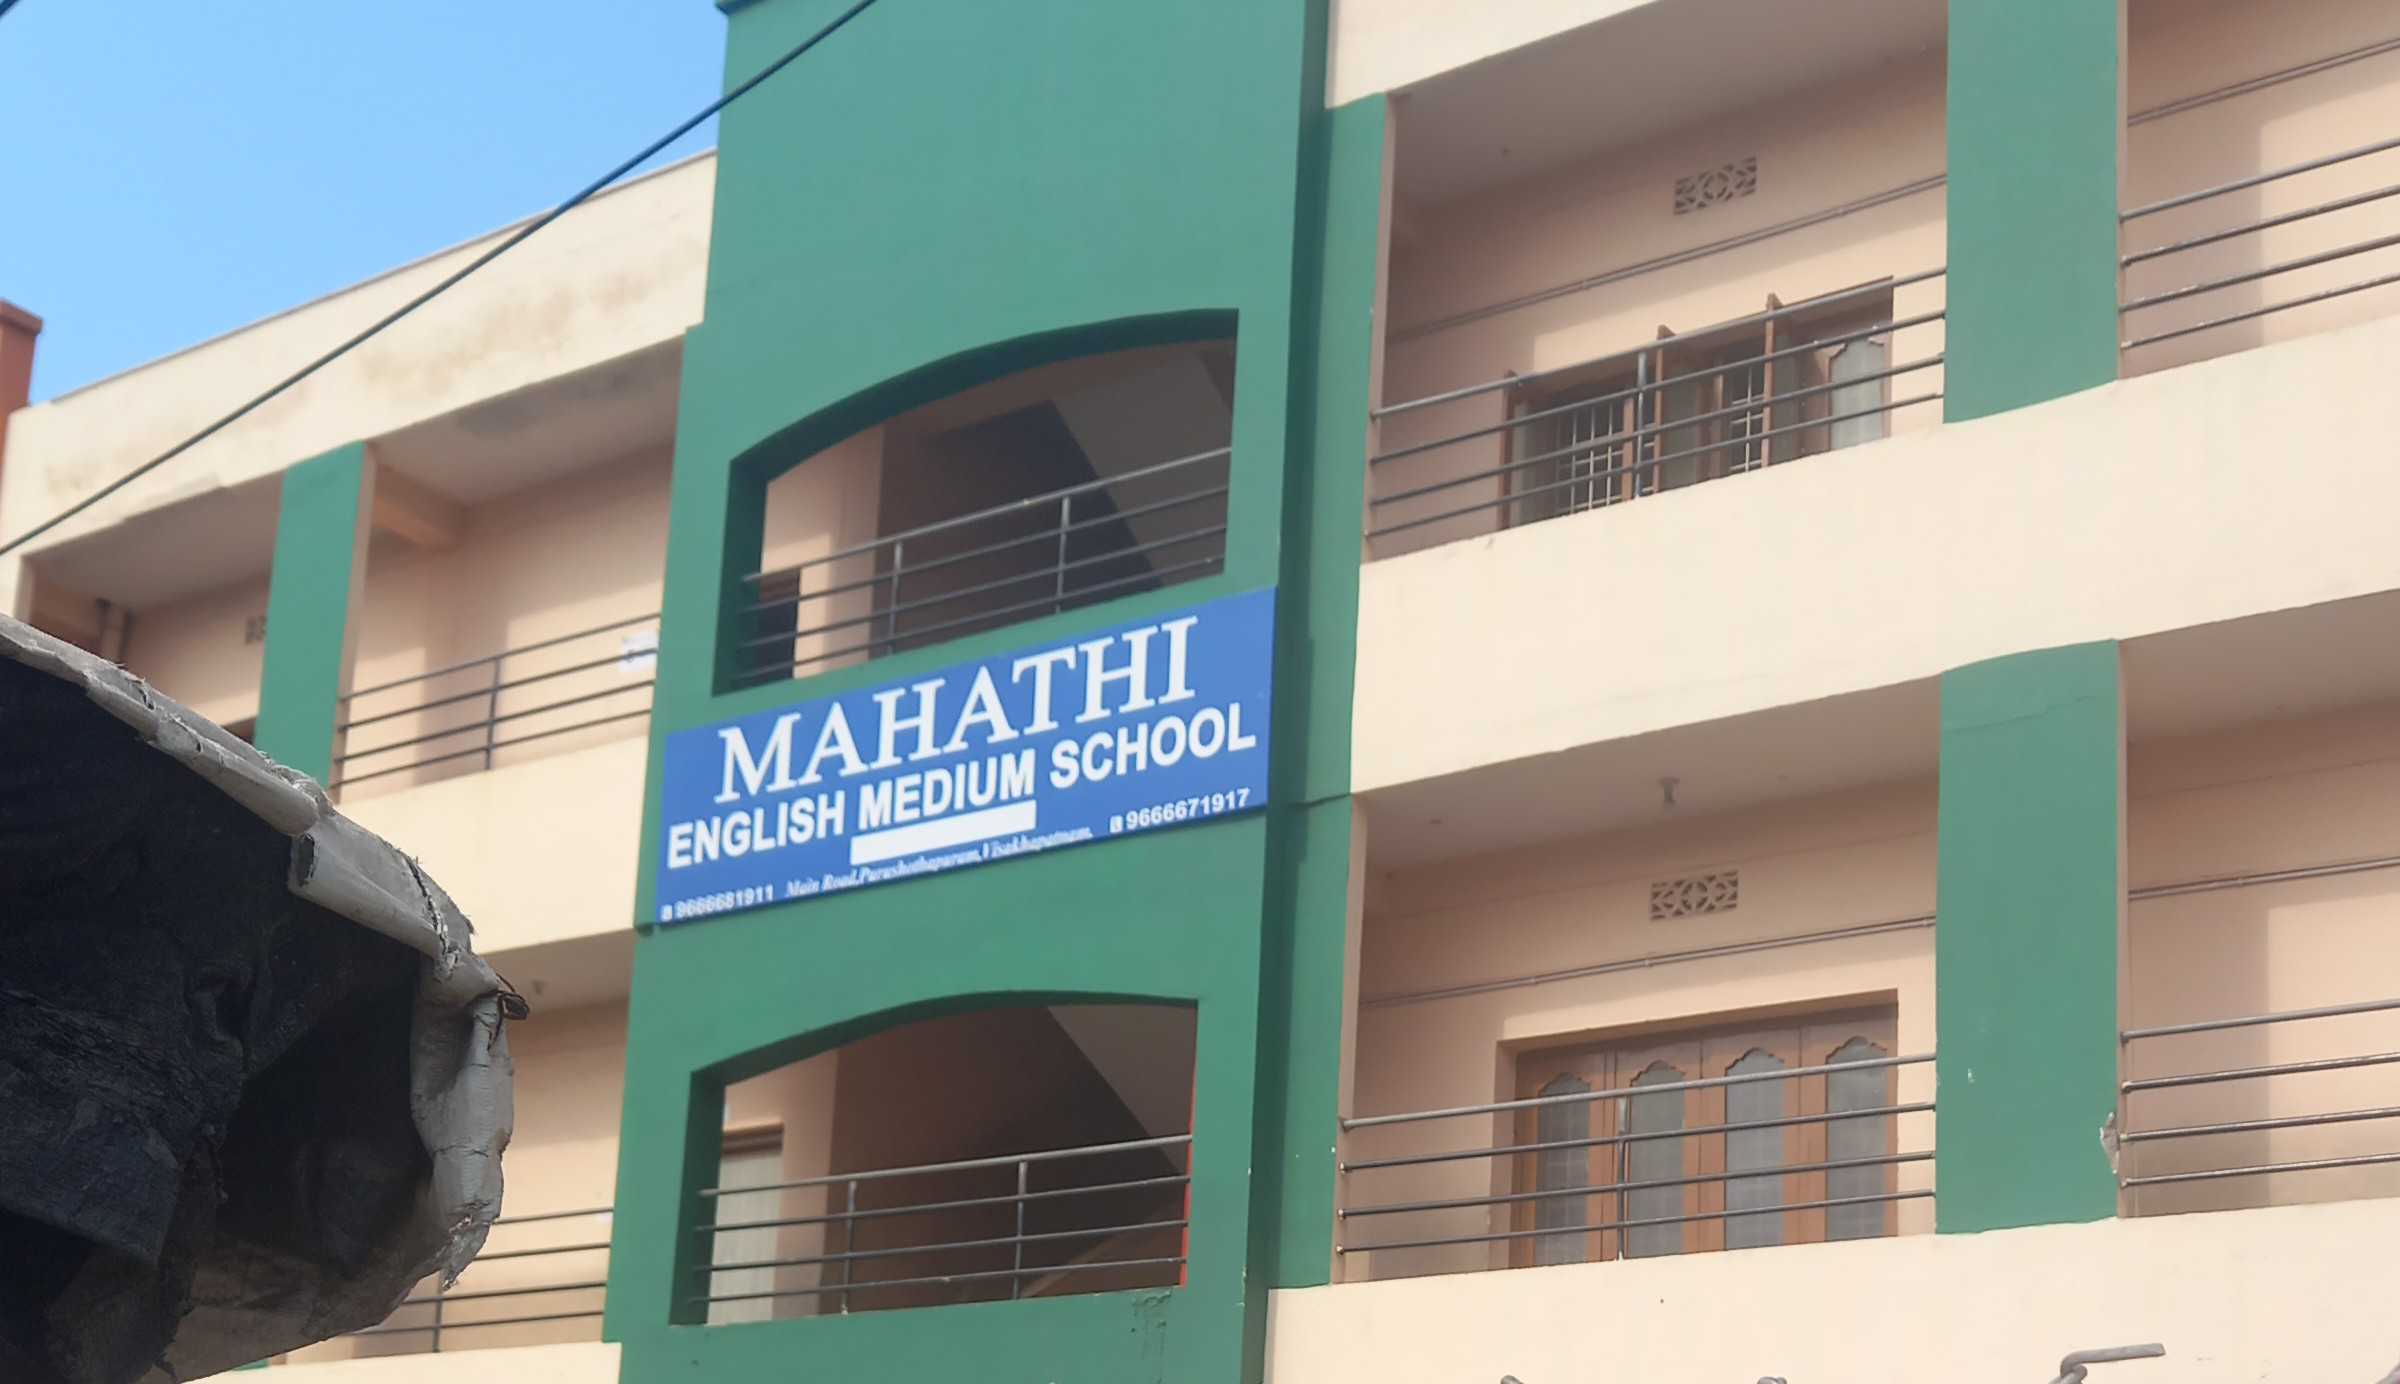 MAHATHI
ENGLISH MEDIUM SCHOOL
9666681911 Main Road,Purushothapuram,Visakhapatnam. 9666671917